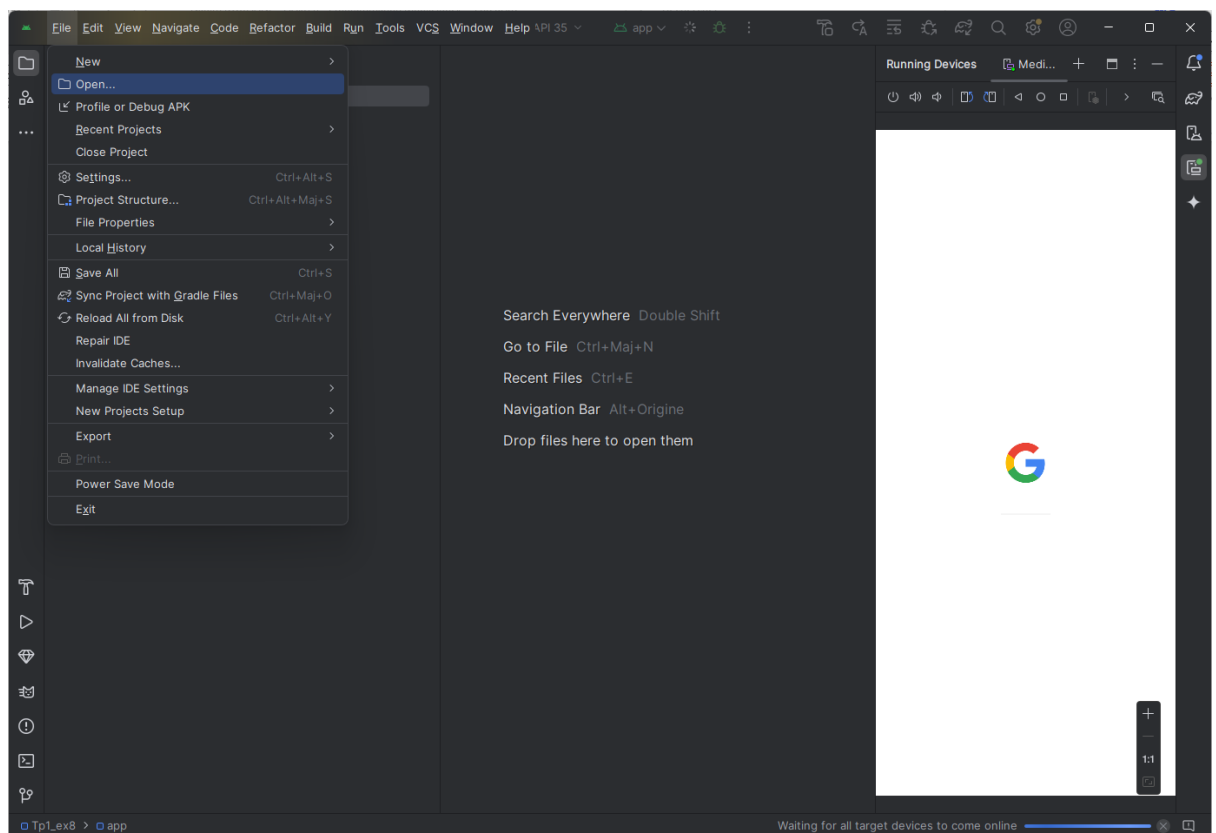 File Edit View Navigate Code Refactor Build Run Tools VCS Window Help API 35 app
New
Open...
Profile or Debug APK
Recent Projects
Close Project
Settings... Ctrl+Alt+S
Project Structure... Ctrl+Alt+Maj+S
File Properties
Local History
Save All Ctrl+S
Sync Project with Gradle Files Ctrl+Maj+O
Reload All from Disk Ctrl+Alt+Y
Repair IDE
Invalidate Caches...
Manage IDE Settings
New Projects Setup
Export
Print...
Power Save Mode
Exit
Search Everywhere Double Shift
Go to File Ctrl+Maj+N
Recent Files Ctrl+E
Navigation Bar Alt+Origine
Drop files here to open them
Running Devices Medi...
G
1:1
Tp1_ex8 > app
Waiting for all target devices to come online